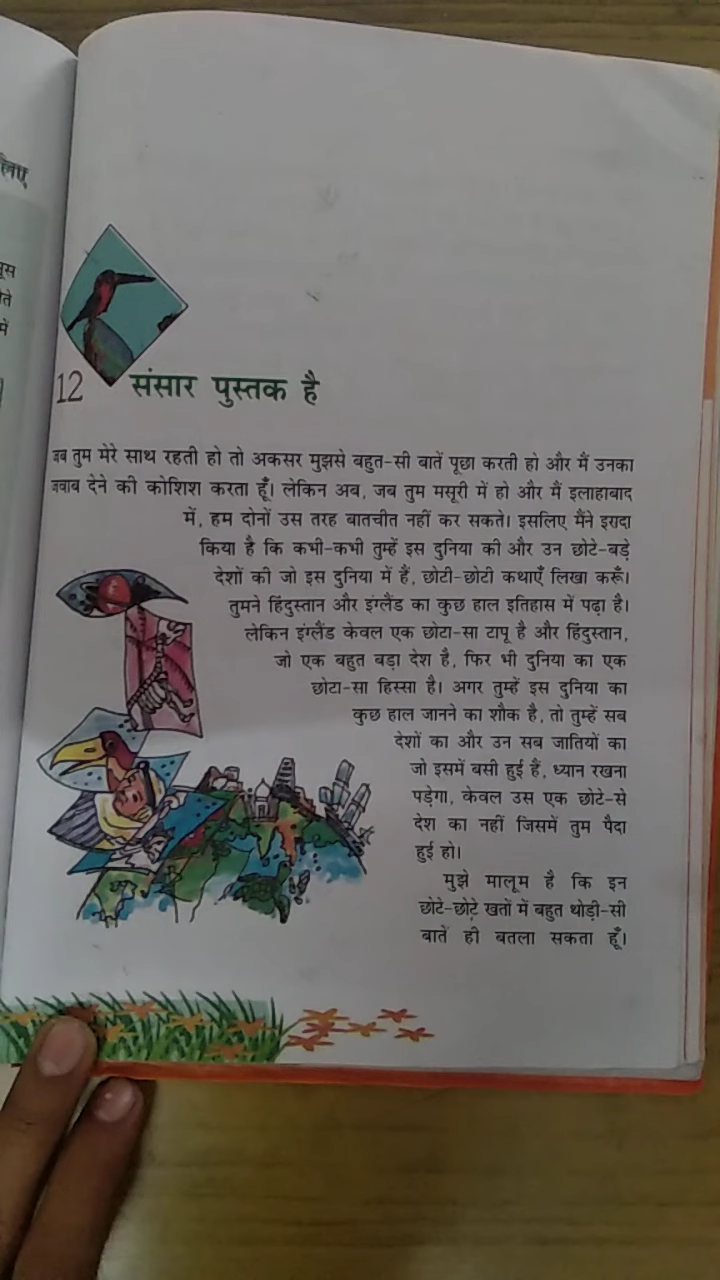 लिए
12 संसार पुस्तक है
जब तुम मेरे साथ रहती हो तो अकसर मुझसे बहुत-सी बातें पूछा करती हो और मैं उनका
जवाब देने की कोशिश करता हूँ। लेकिन अब, जब तुम मसूरी में हो और मैं इलाहाबाद
में, हम दोनों उस तरह बातचीत नहीं कर सकते। इसलिए मैंने इरादा
किया है कि कभी-कभी तुम्हें इस दुनिया की और उन छोटे-बड़े
देशों की जो इस दुनिया में हैं, छोटी-छोटी कथाएँ लिखा करूँ।
तुमने हिंदुस्तान और इंग्लैंड का कुछ हाल इतिहास में पढ़ा है।
लेकिन इंग्लैंड केवल एक छोटा-सा टापू है और हिंदुस्तान,
जो एक बहुत बड़ा देश है, फिर भी दुनिया का एक
छोटा-सा हिस्सा है। अगर तुम्हें इस दुनिया का
कुछ हाल जानने का शौक है, तो तुम्हें सब
देशों का और उन सब जातियों का
जो इसमें बसी हुई हैं, ध्यान रखना
पड़ेगा, केवल उस एक छोटे-से
देश का नहीं जिसमें तुम पैदा
हुई हो।
मुझे मालूम है कि इन
छोटे-छोटे खतों में बहुत थोड़ी-सी
बातें ही बतला सकता हूँ।